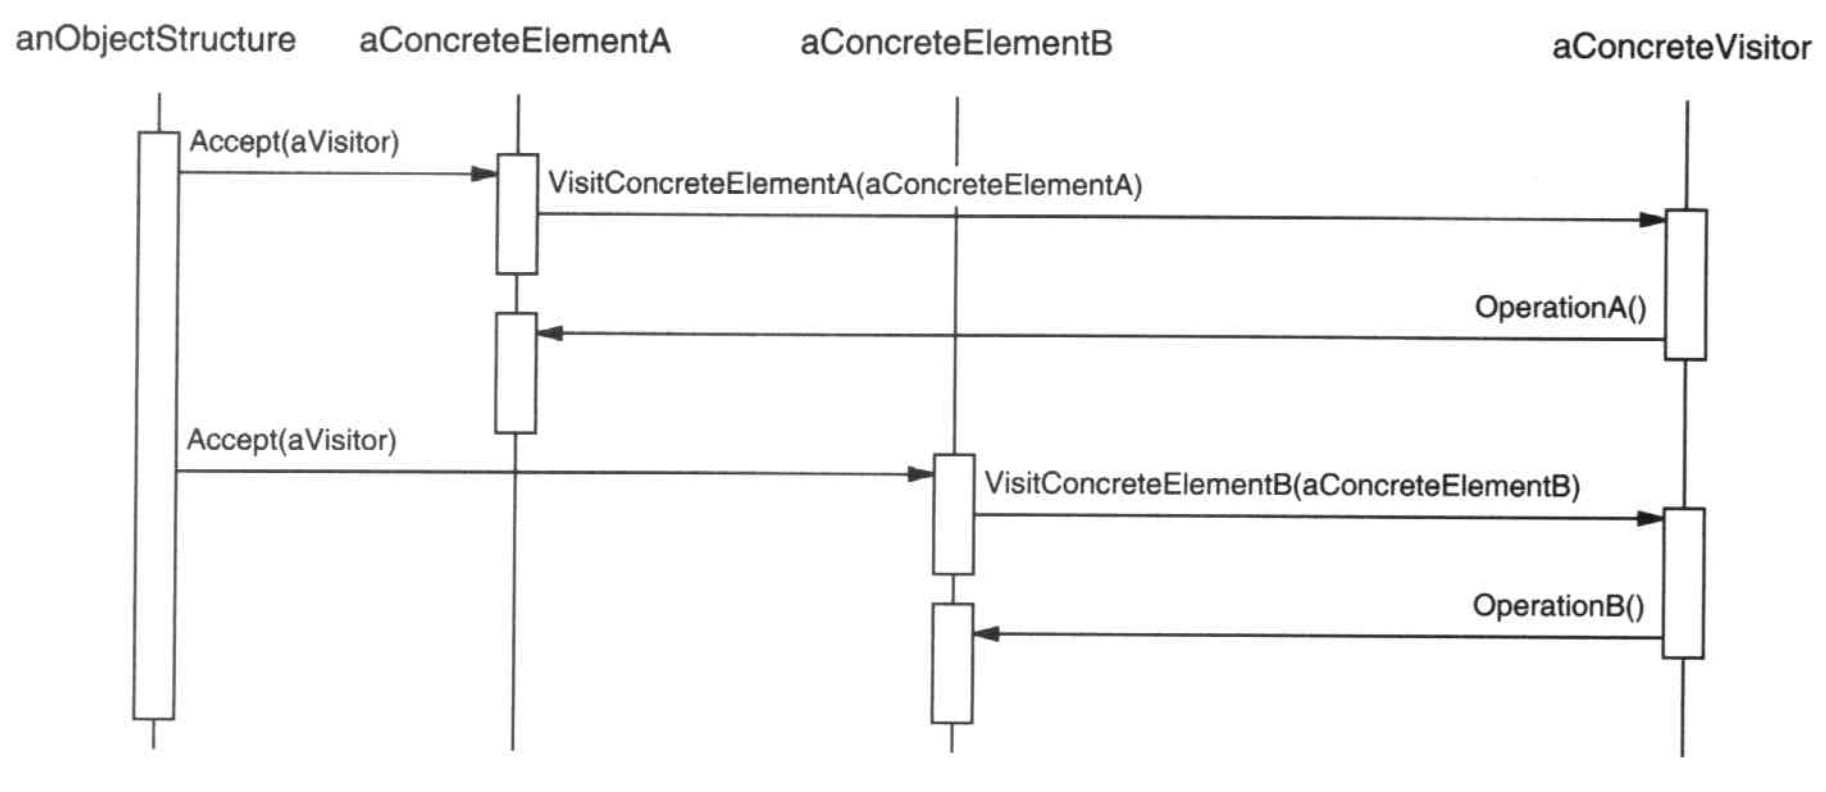 anObjectStructure
aConcreteElementA
aConcreteElementB
aConcreteVisitor
Accept(aVisitor)
VisitConcreteElementA(aConcreteElementA)
OperationA()
Accept(aVisitor)
VisitConcreteElementB(aConcreteElementB)
OperationB()